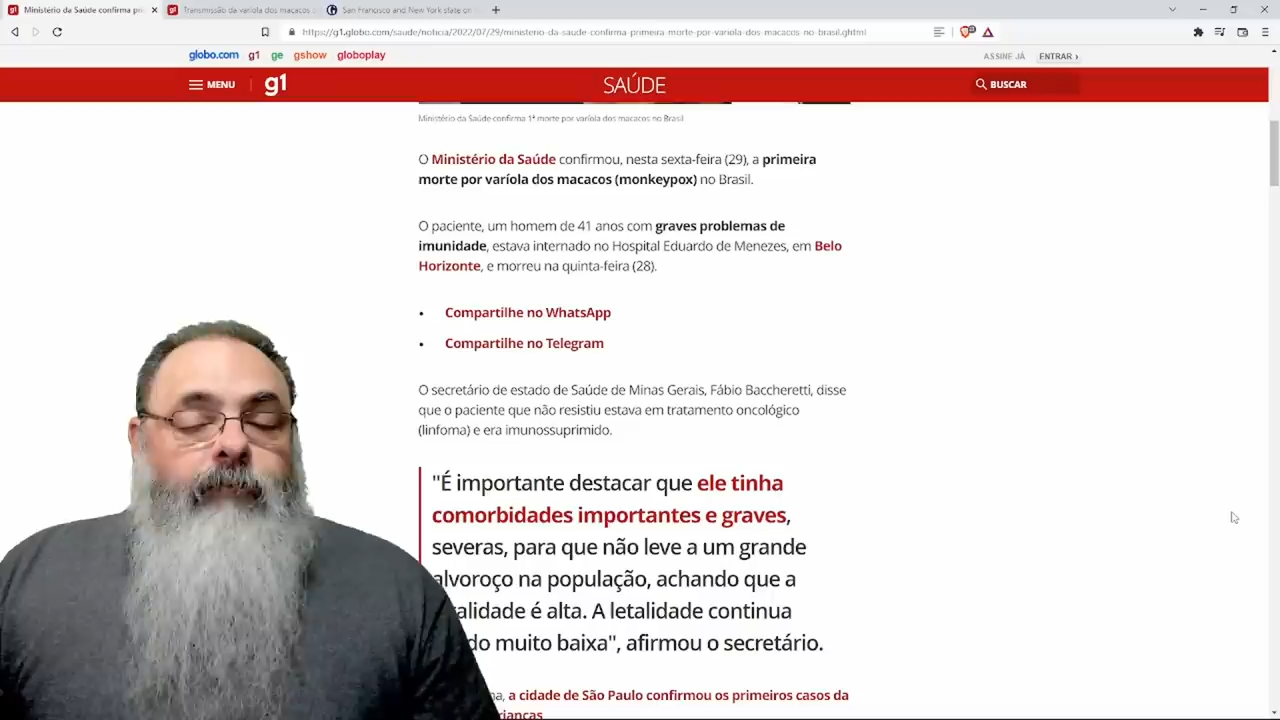 Ministério da Saúde confirma pri
Transmissão da varíola dos macacos
San Francisco and New York state
https://g1.globo.com/saude/noticia/2022/07/29/ministerio-da-saude-confirma-primeira-morte-por-variola-dos-macacos-no-brasil.ghtml
globo.com g1 ge gshow globoplay ASSINE JÁ ENTRAR ›
MENU g1 SAÚDE BUSCAR
Ministério da Saúde confirma 1ª morte por varíola dos macacos no Brasil
O Ministério da Saúde confirmou, nesta sexta-feira (29), a primeira
morte por varíola dos macacos (monkeypox) no Brasil.
O paciente, um homem de 41 anos com graves problemas de
imunidade, estava internado no Hospital Eduardo de Menezes, em Belo
Horizonte, e morreu na quinta-feira (28).
• Compartilhe no WhatsApp
• Compartilhe no Telegram
O secretário de estado de Saúde de Minas Gerais, Fábio Baccheretti, disse
que o paciente que não resistiu estava em tratamento oncológico
(linfoma) e era imunossuprimido.
"É importante destacar que ele tinha
comorbidades importantes e graves,
severas, para que não leve a um grande
alvoroço na população, achando que a
alidade é alta. A letalidade continua
do muito baixa", afirmou o secretário.
na, a cidade de São Paulo confirmou os primeiros casos da
rianças